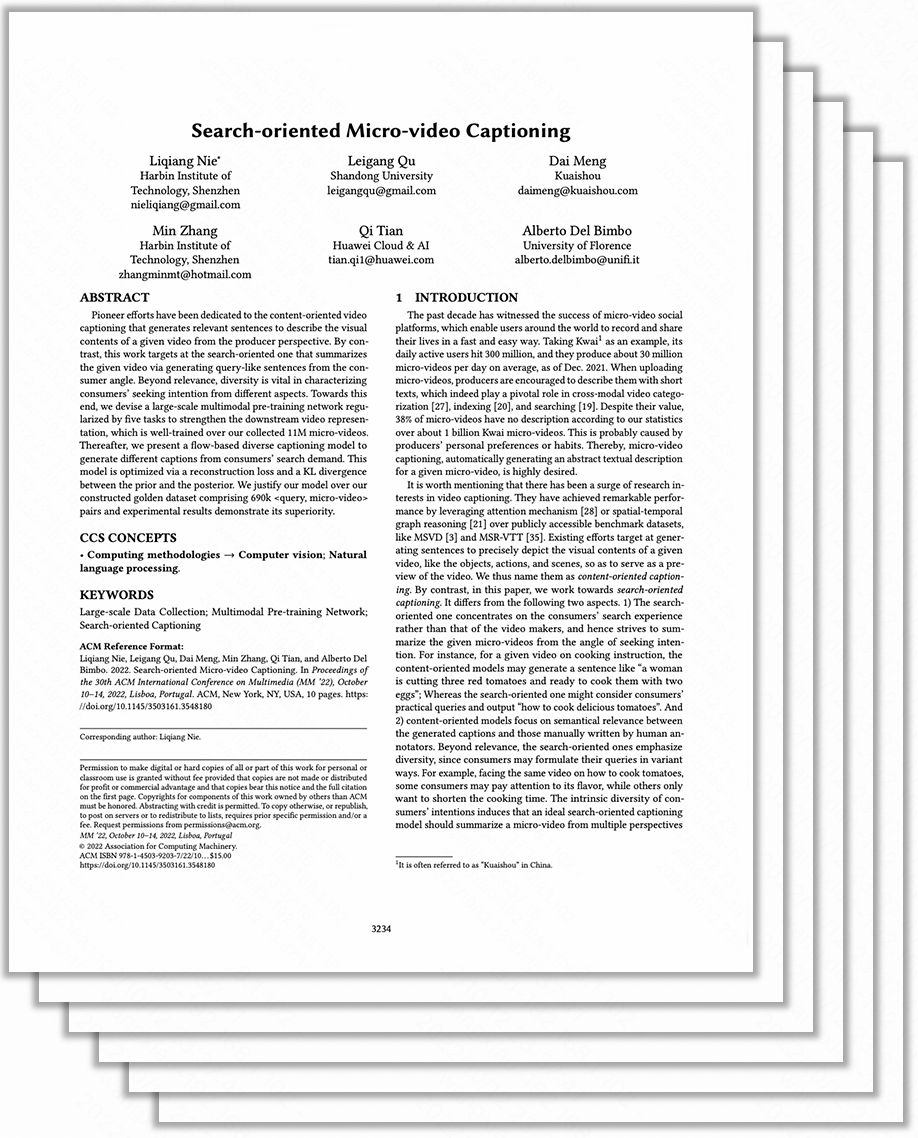 Search-oriented Micro-video Captioning
Liqiang Nie*
Harbin Institute of
Technology, Shenzhen
nieliqiang@gmail.com
Leigang Qu
Shandong University
leigangqu@gmail.com
Dai Meng
Kuaishou
daimeng@kuaishou.com
Min Zhang
Harbin Institute of
Technology, Shenzhen
zhangminmt@hotmail.com
Qi Tian
Huawei Cloud & AI
tian.qi1@huawei.com
Alberto Del Bimbo
University of Florence
alberto.delbimbo@unifi.it
ABSTRACT
Pioneer efforts have been dedicated to the content-oriented video
captioning that generates relevant sentences to describe the visual
contents of a given video from the producer perspective. By con-
trast, this work targets at the search-oriented one that summarizes
the given video via generating query-like sentences from the con-
sumer angle. Beyond relevance, diversity is vital in characterizing
consumers' seeking intention from different aspects. Towards this
end, we devise a large-scale multimodal pre-training network regu-
larized by five tasks to strengthen the downstream video represen-
tation, which is well-trained over our collected 11M micro-videos.
Thereafter, we present a flow-based diverse captioning model to
generate different captions from consumers' search demand. This
model is optimized via a reconstruction loss and a KL divergence
between the prior and the posterior. We justify our model over our
constructed golden dataset comprising 690k <query, micro-video>
pairs and experimental results demonstrate its superiority.
CCS CONCEPTS
• Computing methodologies → Computer vision; Natural
language processing.
KEYWORDS
Large-scale Data Collection; Multimodal Pre-training Network;
Search-oriented Captioning
ACM Reference Format:
Liqiang Nie, Leigang Qu, Dai Meng, Min Zhang, Qi Tian, and Alberto Del
Bimbo. 2022. Search-oriented Micro-video Captioning. In Proceedings of
the 30th ACM International Conference on Multimedia (MM '22), October
10–14, 2022, Lisboa, Portugal. ACM, New York, NY, USA, 10 pages. https:
//doi.org/10.1145/3503161.3548180
Corresponding author: Liqiang Nie.
Permission to make digital or hard copies of all or part of this work for personal or
classroom use is granted without fee provided that copies are not made or distributed
for profit or commercial advantage and that copies bear this notice and the full citation
on the first page. Copyrights for components of this work owned by others than ACM
must be honored. Abstracting with credit is permitted. To copy otherwise, or republish,
to post on servers or to redistribute to lists, requires prior specific permission and/or a
fee. Request permissions from permissions@acm.org.
MM '22, October 10–14, 2022, Lisboa, Portugal
© 2022 Association for Computing Machinery.
ACM ISBN 978-1-4503-9203-7/22/10...$15.00
https://doi.org/10.1145/3503161.3548180
1 INTRODUCTION
The past decade has witnessed the success of micro-video social
platforms, which enable users around the world to record and share
their lives in a fast and easy way. Taking Kwai1 as an example, its
daily active users hit 300 million, and they produce about 30 million
micro-videos per day on average, as of Dec. 2021. When uploading
micro-videos, producers are encouraged to describe them with short
texts, which indeed play a pivotal role in cross-modal video catego-
rization [27], indexing [20], and searching [19]. Despite their value,
38% of micro-videos have no description according to our statistics
over about 1 billion Kwai micro-videos. This is probably caused by
producers' personal preferences or habits. Thereby, micro-video
captioning, automatically generating an abstract textual description
for a given micro-video, is highly desired.
It is worth mentioning that there has been a surge of research in-
terests in video captioning. They have achieved remarkable perfor-
mance by leveraging attention mechanism [28] or spatial-temporal
graph reasoning [21] over publicly accessible benchmark datasets,
like MSVD [3] and MSR-VTT [35]. Existing efforts target at gener-
ating sentences to precisely depict the visual contents of a given
video, like the objects, actions, and scenes, so as to serve as a pre-
view of the video. We thus name them as content-oriented caption-
ing. By contrast, in this paper, we work towards search-oriented
captioning. It differs from the following two aspects. 1) The search-
oriented one concentrates on the consumers' search experience
rather than that of the video makers, and hence strives to sum-
marize the given micro-videos from the angle of seeking inten-
tion. For instance, for a given video on cooking instruction, the
content-oriented models may generate a sentence like "a woman
is cutting three red tomatoes and ready to cook them with two
eggs"; Whereas the search-oriented one might consider consumers'
practical queries and output "how to cook delicious tomatoes". And
2) content-oriented models focus on semantical relevance between
the generated captions and those manually written by human an-
notators. Beyond relevance, the search-oriented ones emphasize
diversity, since consumers may formulate their queries in variant
ways. For example, facing the same video on how to cook tomatoes,
some consumers may pay attention to its flavor, while others only
want to shorten the cooking time. The intrinsic diversity of con-
sumers' intentions induces that an ideal search-oriented captioning
model should summarize a micro-video from multiple perspectives
1It is often referred to as "Kuaishou" in China.
3234